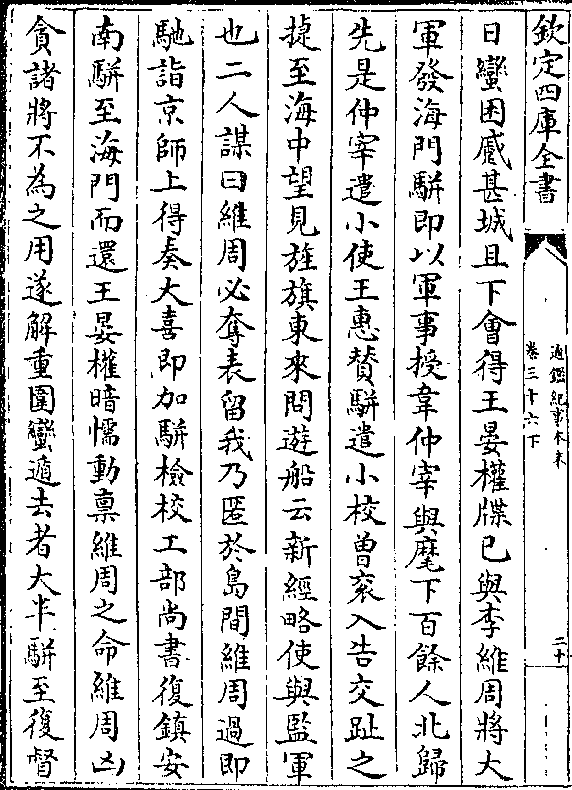 欽定四庫全書
通鑑紀事本末
卷三十六下
二十
日蠻困蹙甚城且下會得王晏權牒已與李維周將大
軍發海門駢即以軍事授韋仲宰與麾下百餘人北歸
先是仲宰遣小使王惠贊駢遣小校曾袞入告交趾之
捷至海中望見旌旗東來問遊船云新經略使與監軍
也二人謀曰維周必奪表留我乃匿於島間維周過即
馳詣京師上得奏大喜即加駢檢校工部尚書復鎮安
南駢至海門而還王晏權暗懦動禀維周之命維周凶
貪諸將不為之用遂解重圍蠻遁去者大半駢至復督